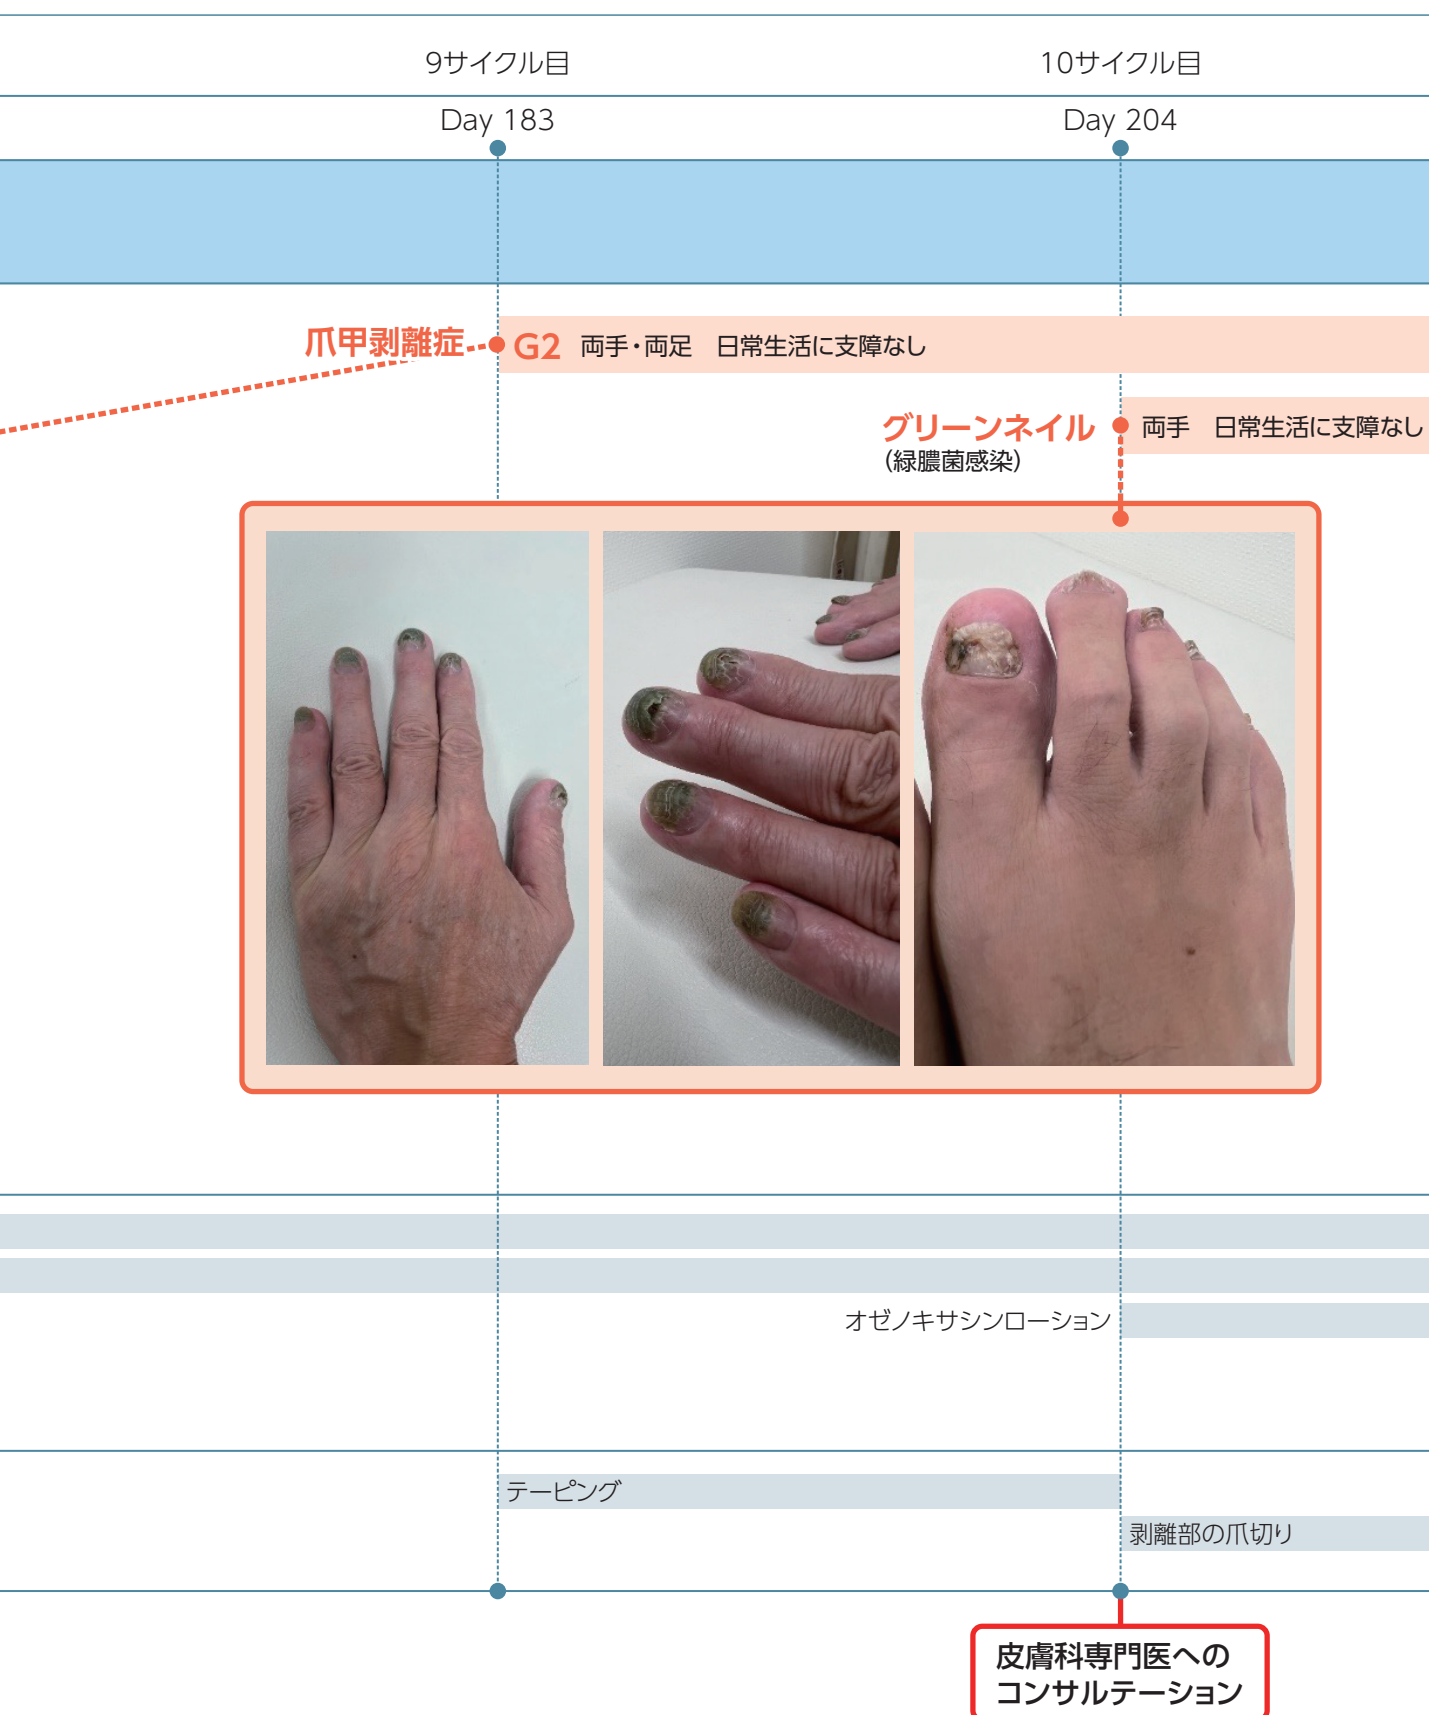 9サイクル目
10サイクル目
Day 183
Day 204
爪甲剥離症
G2 両手・両足 日常生活に支障なし
グリーンネイル
両手 日常生活に支障なし
(緑膿菌感染)
オゼノキサシンローション
テーピング
剥離部の爪切り
皮膚科専門医への
コンサルテーション